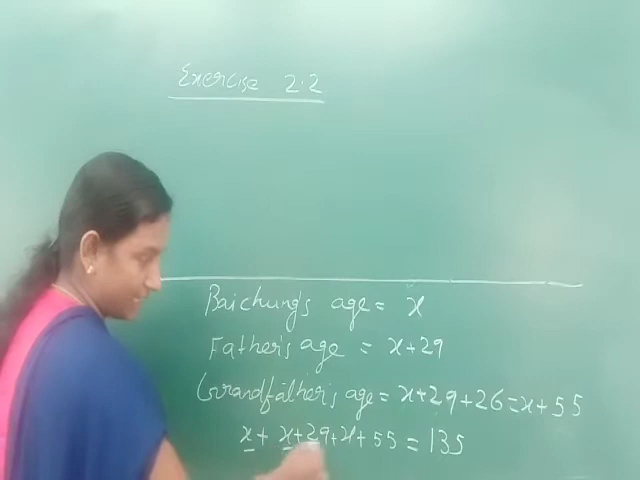 Exercise 2.2
Baichung's age = x
Father's age = x+29
Grandfather's age = x+29+26=x+55
x+ x+29+x+55 = 135